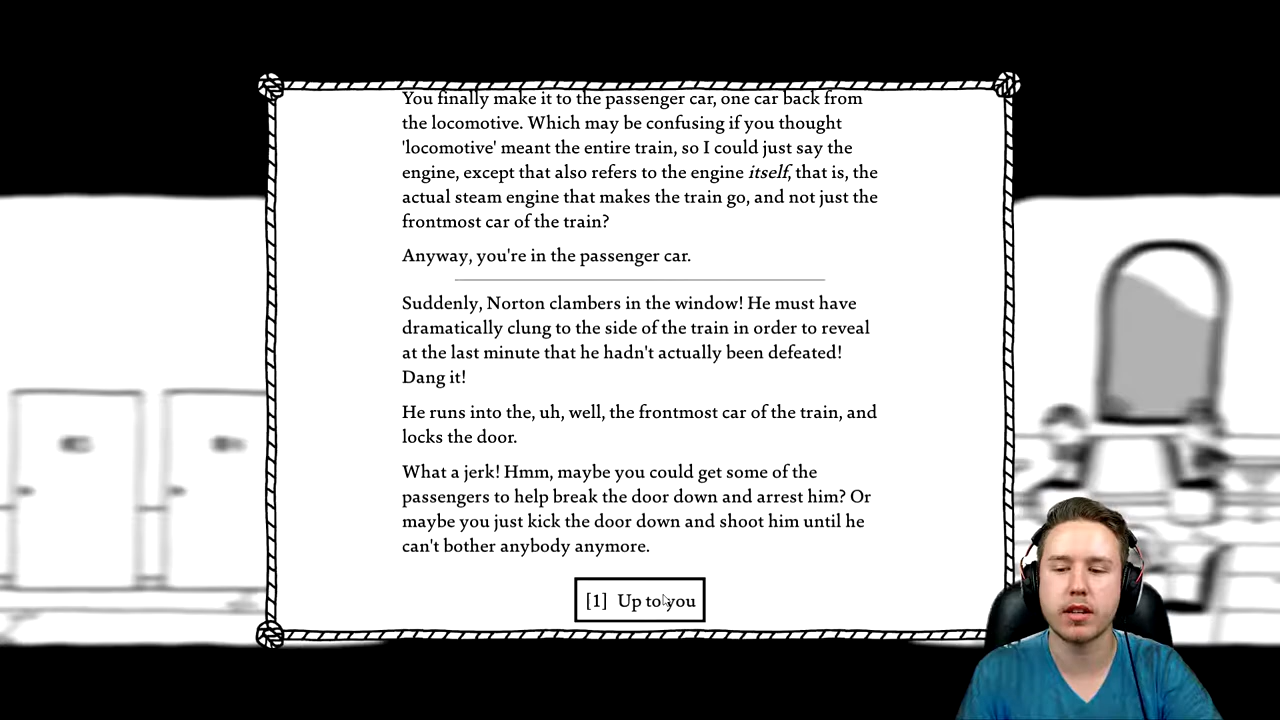 You finally make it to the passenger car, one car back from
the locomotive. Which may be confusing if you thought
'locomotive' meant the entire train, so I could just say the
engine, except that also refers to the engine itself, that is, the
actual steam engine that makes the train go, and not just the
frontmost car of the train?
Anyway, you're in the passenger car.
Suddenly, Norton clambers in the window! He must have
dramatically clung to the side of the train in order to reveal
at the last minute that he hadn't actually been defeated!
Dang it!
He runs into the, uh, well, the frontmost car of the train, and
locks the door.
What a jerk! Hmm, maybe you could get some of the
passengers to help break the door down and arrest him? Or
maybe you just kick the door down and shoot him until he
can't bother anybody anymore.
[1] Up to you